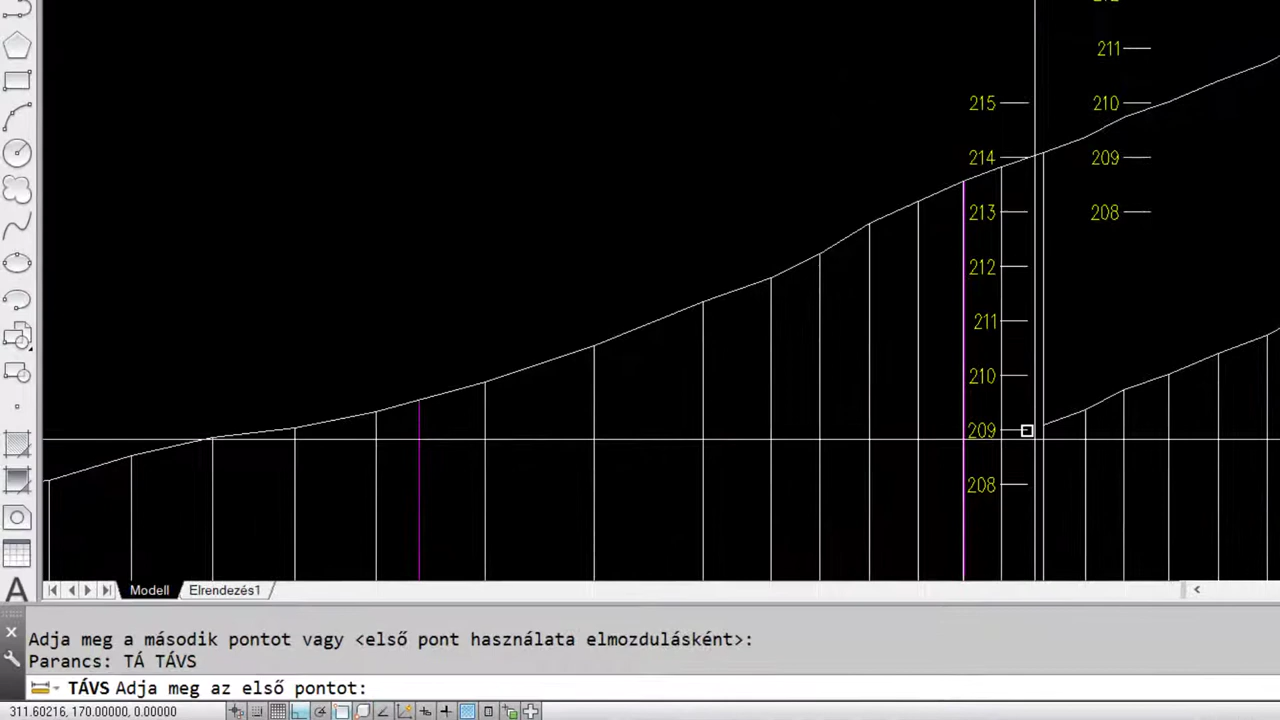 212
211
215
210
214
209
213
208
212
211
210
209
208
A
Modell
Elrendezés1
Adja meg a második pontot vagy <első pont használata elmozdulásként>:
Parancs: TÁ TÁVS
TÁVS Adja meg az első pontot:
311.60216, 170.00000, 0.00000